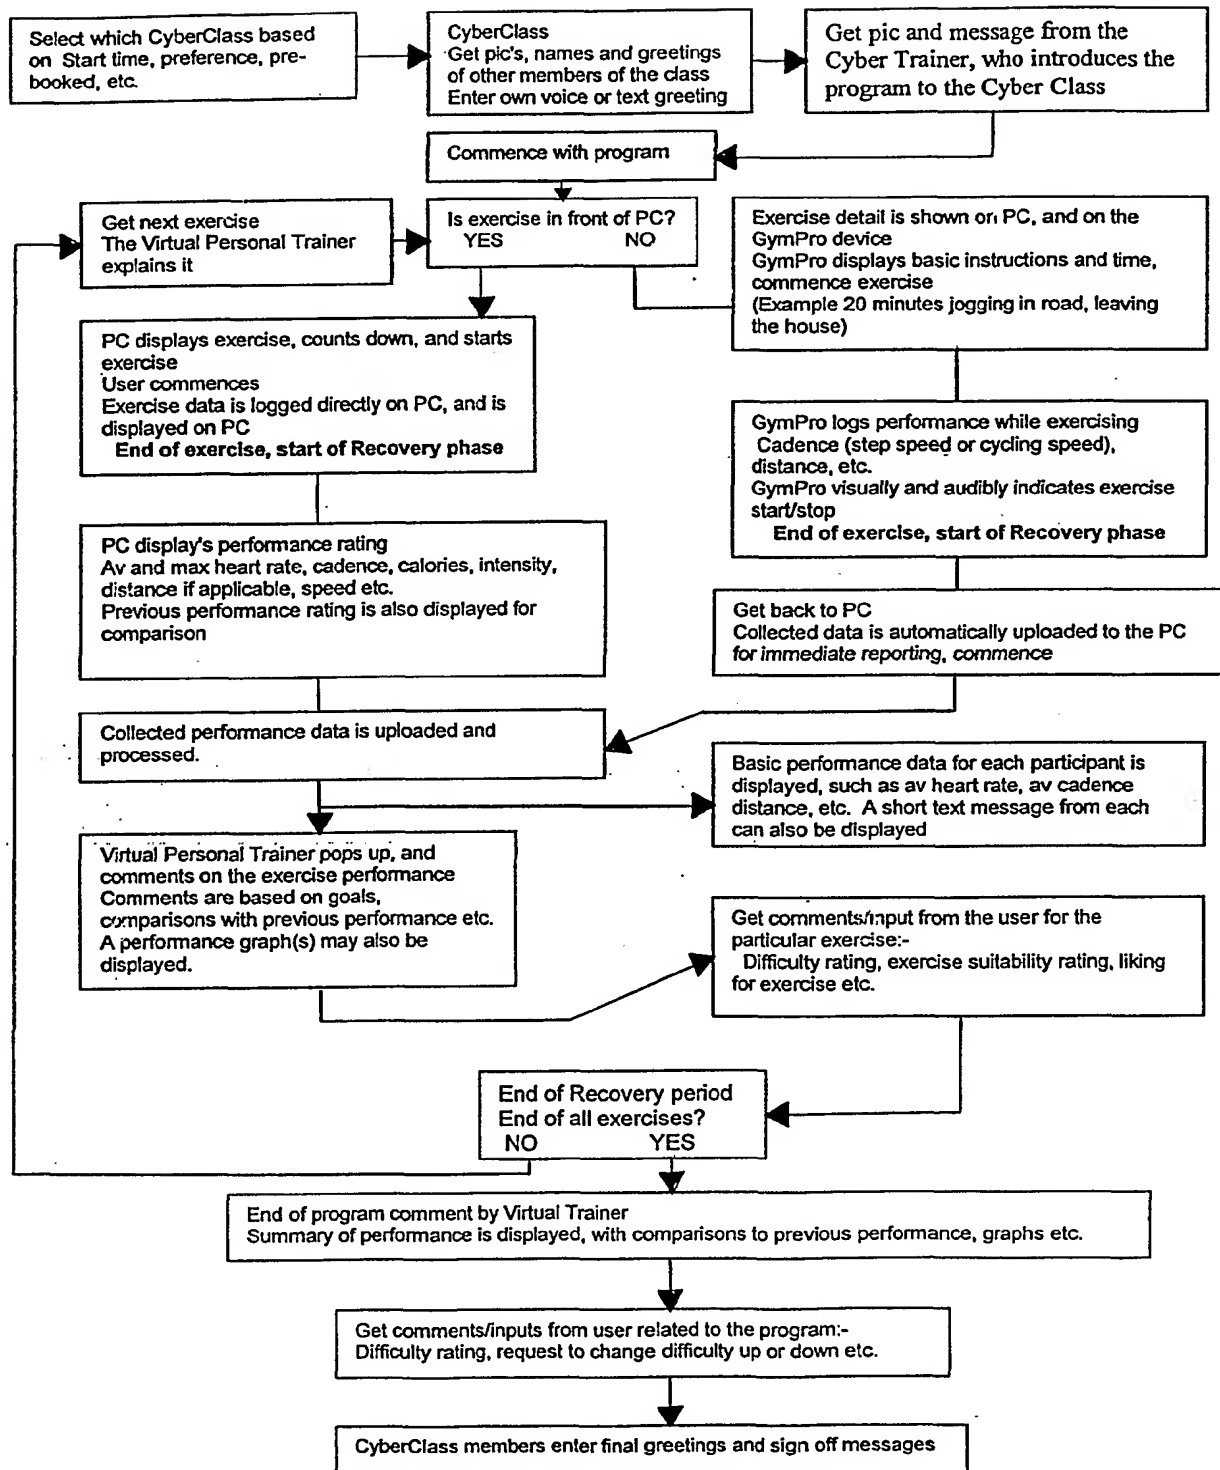 Select which CyberClass based
on Start time, preference, pre-
booked, etc.
CyberClass
Get pic's, names and greetings
of other members of the class
Enter own voice or text greeting
Get pic and message from the
Cyber Trainer, who introduces the
program to the Cyber Class
Commence with program
Get next exercise
The Virtual Personal Trainer
explains it
Is exercise in front of PC?
YES NO
Exercise detail is shown on PC, and on the
GymPro device
GymPro displays basic instructions and time,
commence exercise
(Example 20 minutes jogging in road, leaving
the house)
PC displays exercise, counts down, and starts
exercise
User commences
Exercise data is logged directly on PC, and is
displayed on PC
End of exercise, start of Recovery phase
GymPro logs performance while exercising
Cadence (step speed or cycling speed),
distance, etc.
GymPro visually and audibly indicates exercise
start/stop
End of exercise, start of Recovery phase
PC display's performance rating
Av and max heart rate, cadence, calories, intensity,
distance if applicable, speed etc.
Previous performance rating is also displayed for
comparison
Get back to PC
Collected data is automatically uploaded to the PC
for immediate reporting, commence
Collected performance data is uploaded and
processed.
Basic performance data for each participant is
displayed, such as av heart rate, av cadence
distance, etc. A short text message from each
can also be displayed
Virtual Personal Trainer pops up, and
comments on the exercise performance
Comments are based on goals,
comparisons with previous performance etc.
A performance graph(s) may also be
displayed.
Get comments/input from the user for the
particular exercise:-
Difficulty rating, exercise suitability rating, liking
for exercise etc.
End of Recovery period
End of all exercises?
NO YES
End of program comment by Virtual Trainer
Summary of performance is displayed, with comparisons to previous performance, graphs etc.
Get comments/inputs from user related to the program:-
Difficulty rating, request to change difficulty up or down etc.
CyberClass members enter final greetings and sign off messages